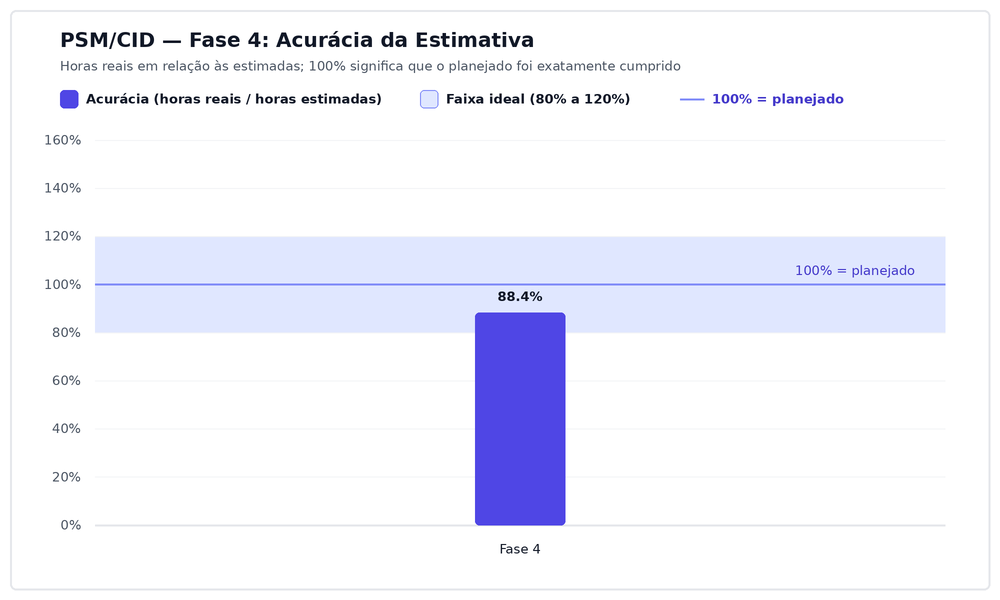 PSM/CID — Fase 4: Acurácia da Estimativa
Horas reais em relação às estimadas; 100% significa que o planejado foi exatamente cumprido
Acurácia (horas reais / horas estimadas)
Faixa ideal (80% a 120%)
100% = planejado
160%
140%
120%
100% = planejado
100%
88.4%
80%
60%
40%
20%
0%
Fase 4